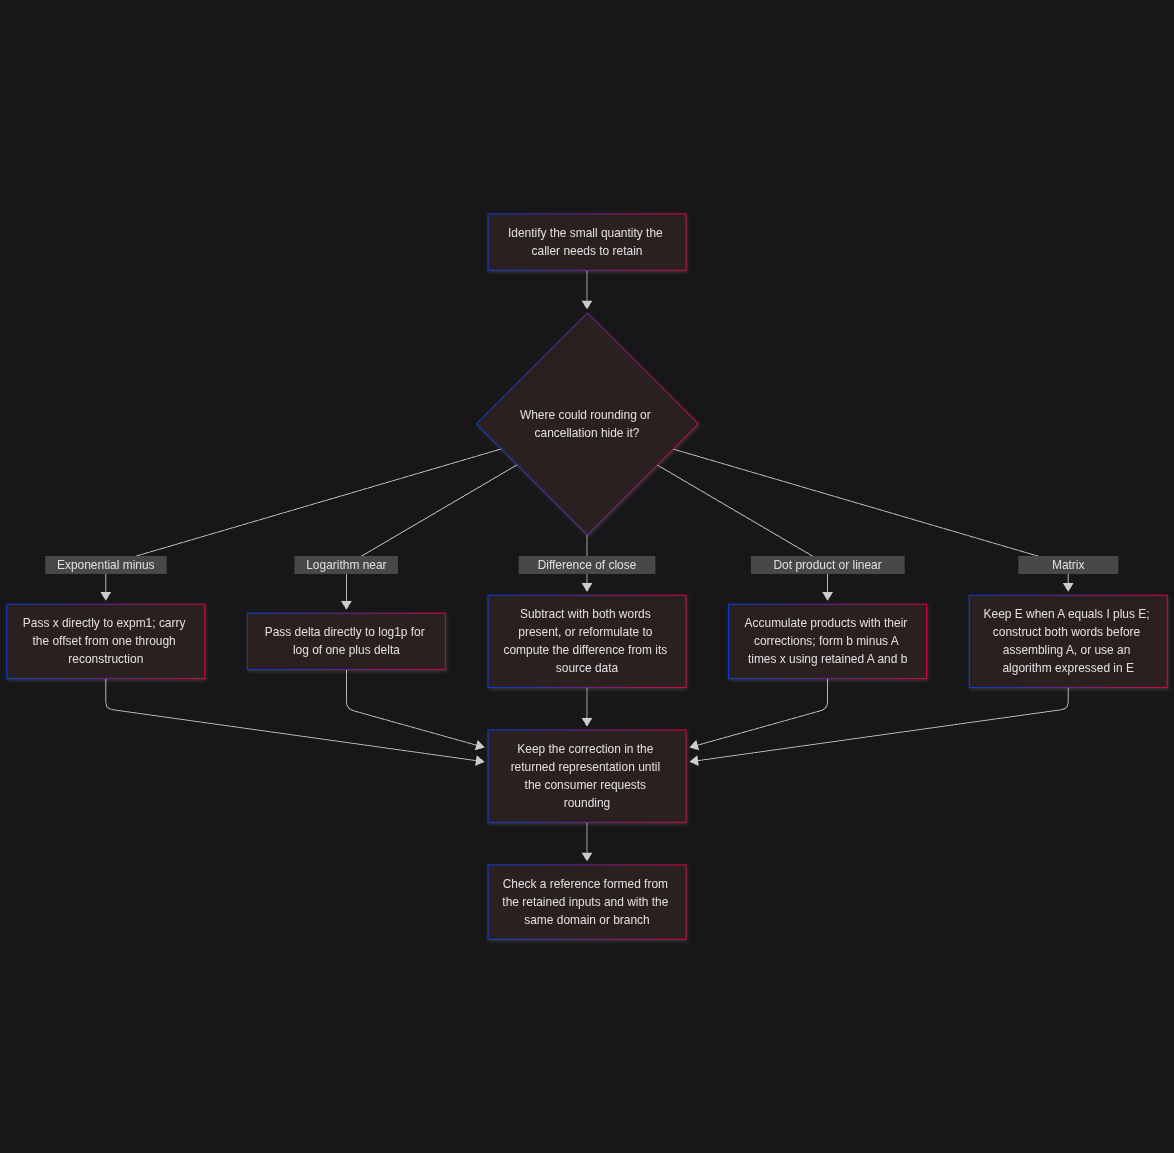 Identify the small quantity the
caller needs to retain
Where could rounding or
cancellation hide it?
Exponential minus
Logarithm near
Difference of close
Dot product or linear
Matrix
Pass x directly to expm1; carry
the offset from one through
reconstruction
Pass delta directly to log1p for
log of one plus delta
Subtract with both words
present, or reformulate to
compute the difference from its
source data
Accumulate products with their
corrections; form b minus A
times x using retained A and b
Keep E when A equals I plus E;
construct both words before
assembling A, or use an
algorithm expressed in E
Keep the correction in the
returned representation until
the consumer requests
rounding
Check a reference formed from
the retained inputs and with the
same domain or branch